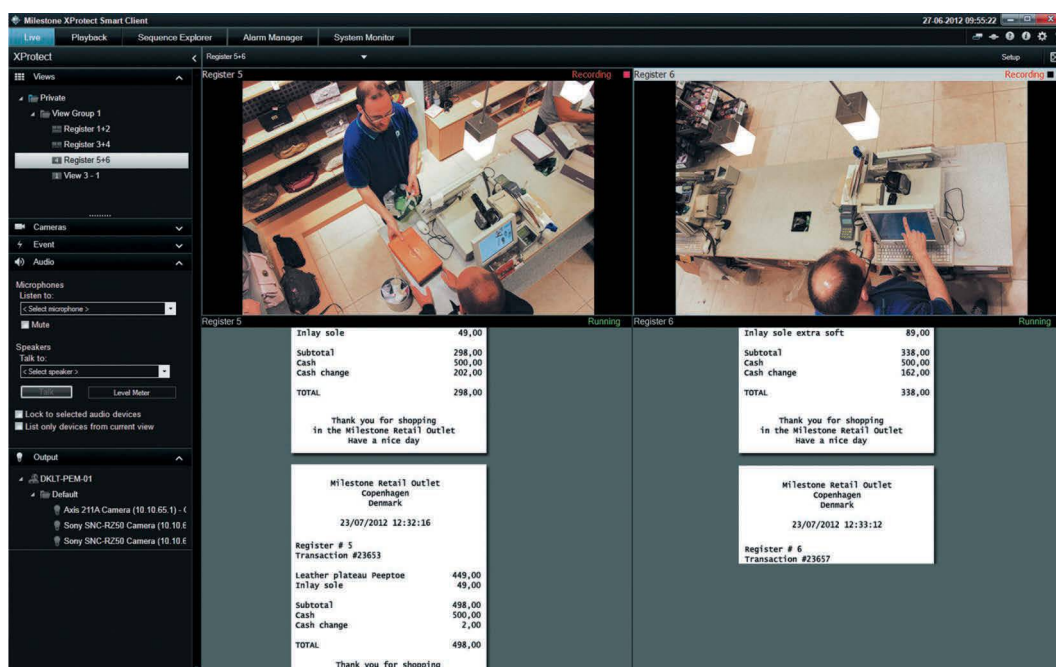 Milestone XProtect Smart Client
27-06-2012 09:55:22
Live Playback Sequence Explorer Alarm Manager System Monitor
XProtect
Register 5+6
Setup
Views
Private
View Group 1
Register 1+2
Register 3+4
Register 5+6
View 3 - 1
Cameras
Event
Audio
Microphones
Listen to:
< Select microphone >
Mute
Speakers
Talk to:
< Select speaker >
Talk Level Meter
Lock to selected audio devices
List only devices from current view
Output
DKLT-PEM-01
Default
Axis 211A Camera (10.10.65.1) - C
Sony SNC-RZ50 Camera (10.10.6
Sony SNC-RZ50 Camera (10.10.6
Register 5 Recording
Register 6 Recording
Register 5 Running
Inlay sole 49,00
Subtotal 298,00
Cash 500,00
Cash change 202,00
TOTAL 298,00
Thank you for shopping
in the Milestone Retail Outlet
Have a nice day
Milestone Retail Outlet
Copenhagen
Denmark
23/07/2012 12:32:16
Register # 5
Transaction #23653
Leather plateau Peeptoe 449,00
Inlay sole 49,00
Subtotal 498,00
Cash 500,00
Cash change 2,00
TOTAL 498,00
Thank you for shopping
Register 6 Running
Inlay sole extra soft 89,00
Subtotal 338,00
Cash 500,00
Cash change 162,00
TOTAL 338,00
Thank you for shopping
in the Milestone Retail Outlet
Have a nice day
Milestone Retail Outlet
Copenhagen
Denmark
23/07/2012 12:33:12
Register # 6
Transaction #23657